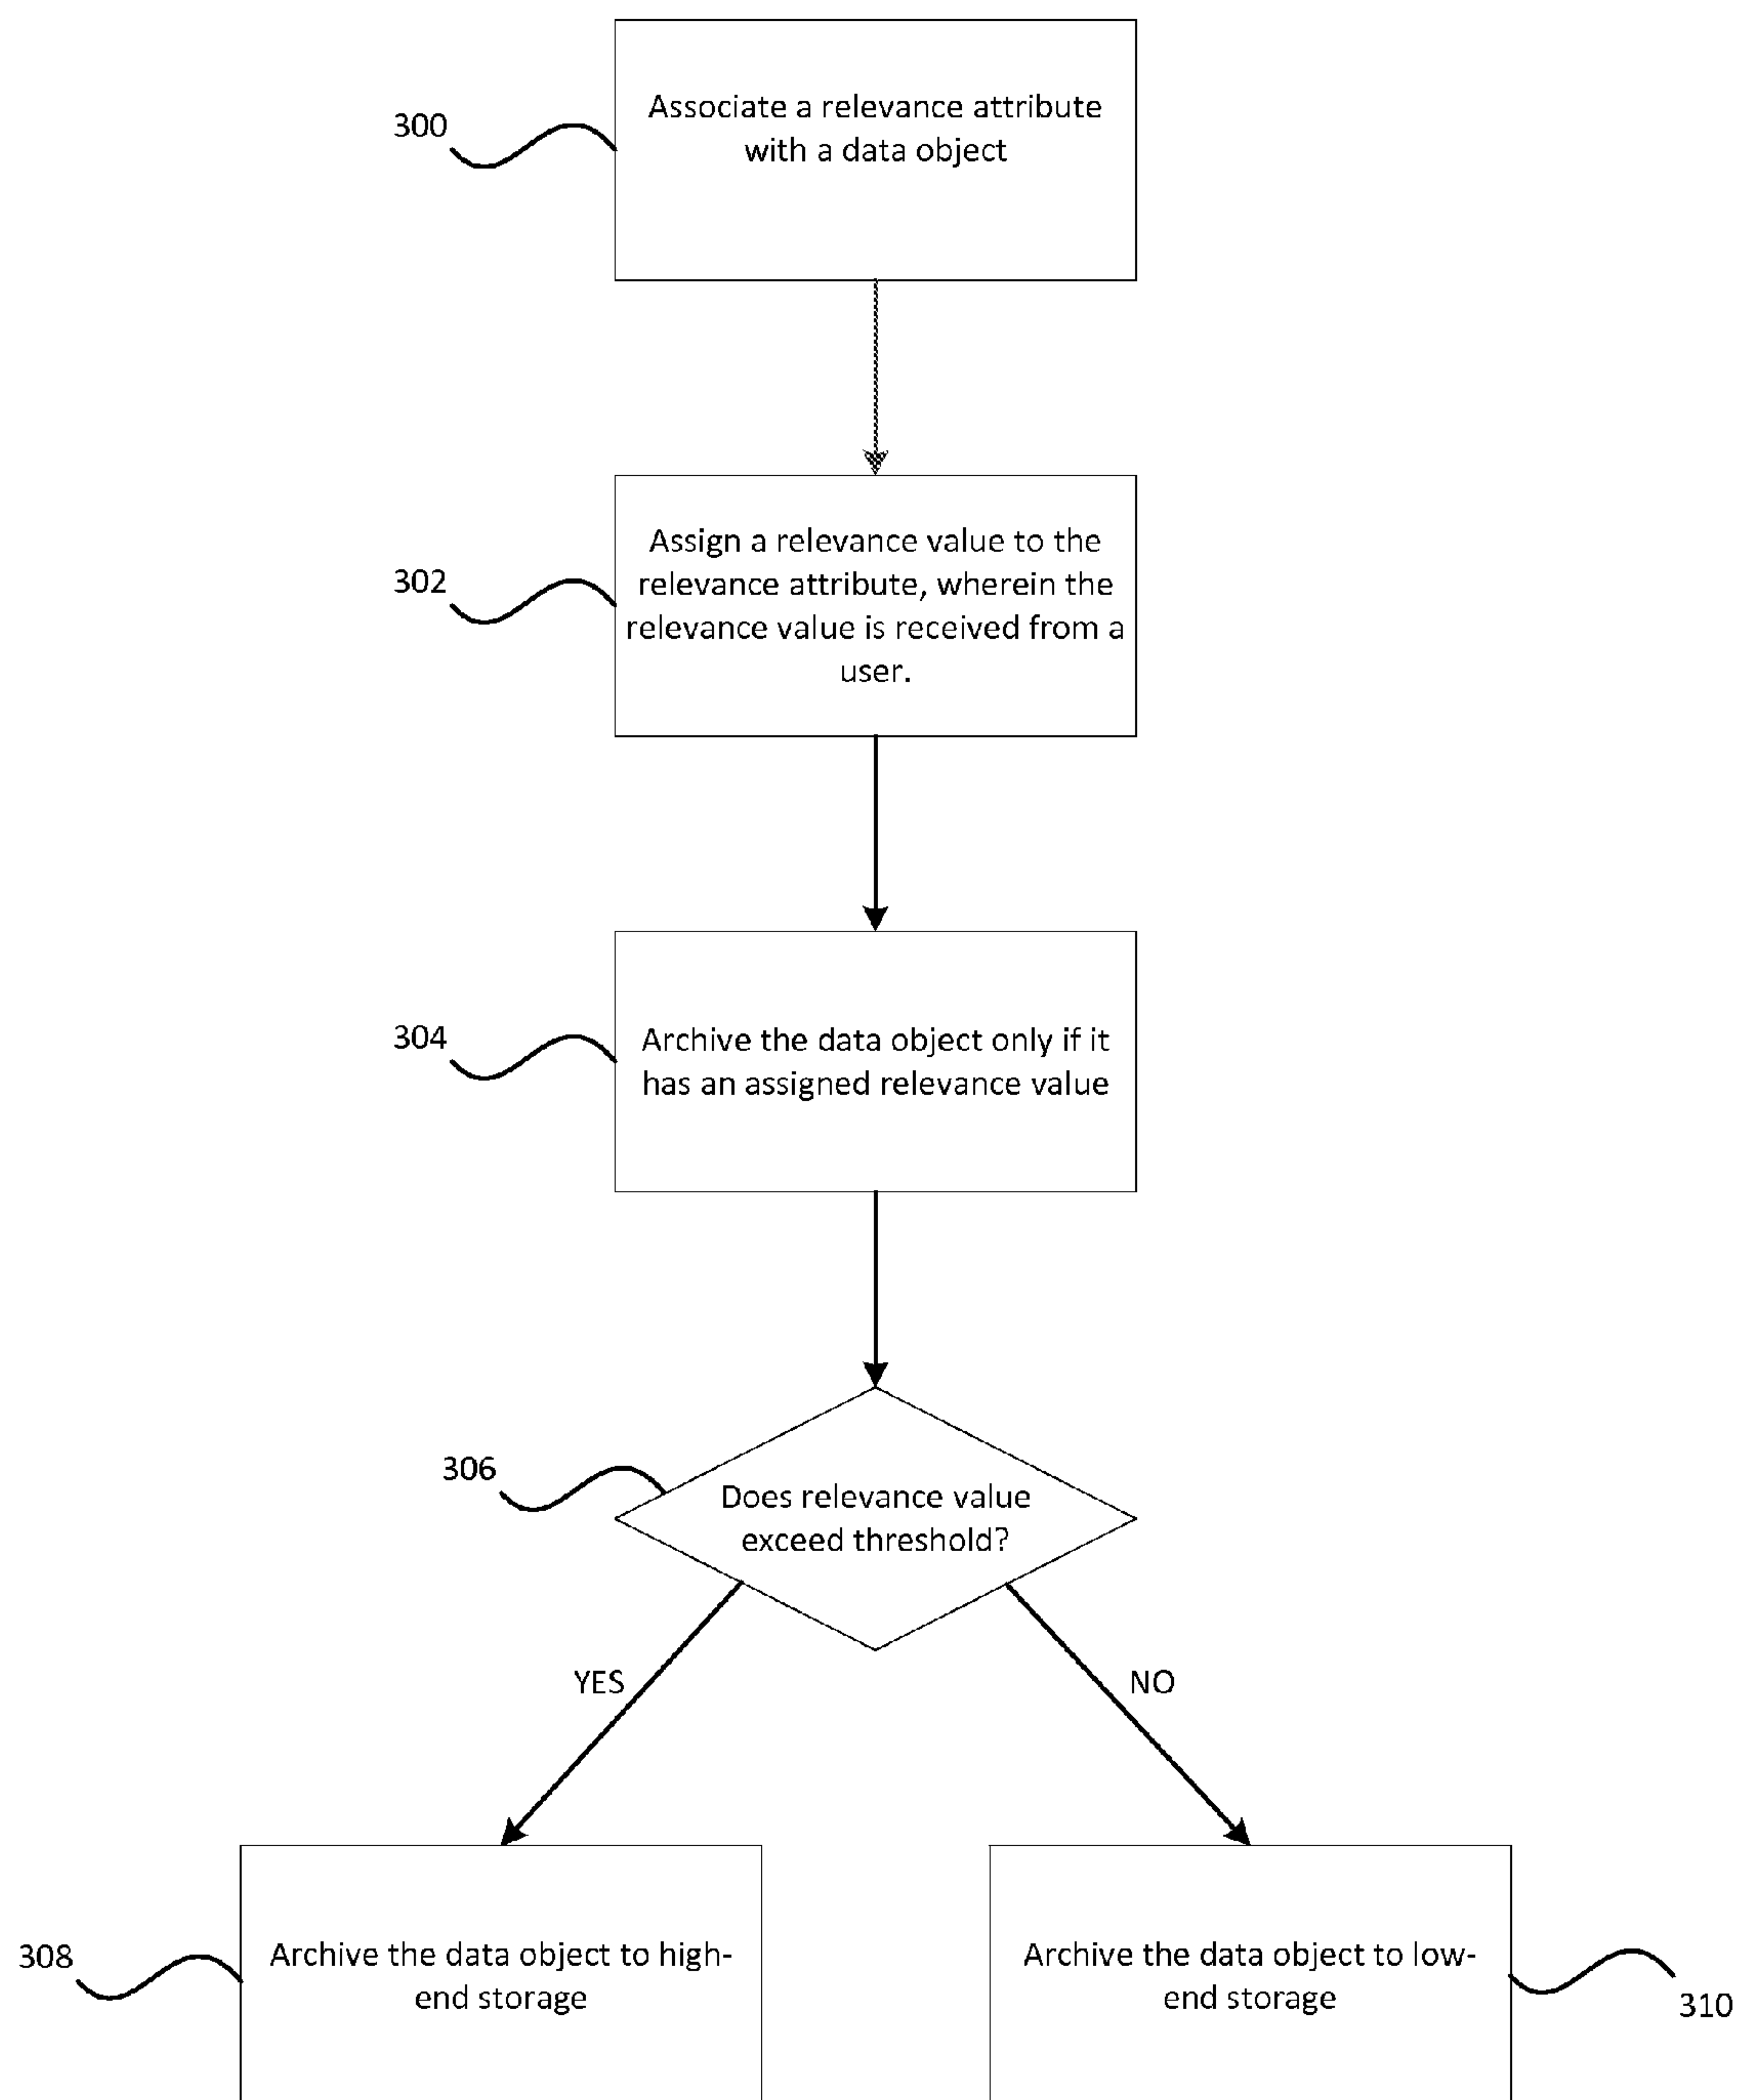 300
Associate a relevance attribute
with a data object
302
Assign a relevance value to the
relevance attribute, wherein the
relevance value is received from a
user.
304
Archive the data object only if it
has an assigned relevance value
306
Does relevance value
exceed threshold?
YES
NO
308
Archive the data object to high-
end storage
Archive the data object to low-
end storage
310